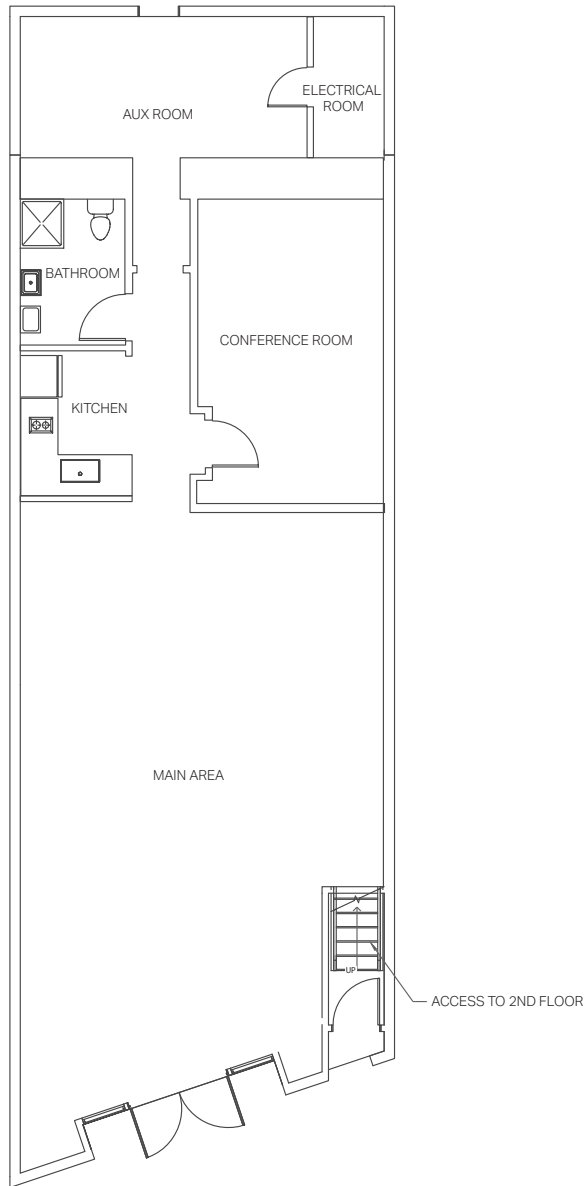 AUX ROOM
ELECTRICAL
ROOM
BATHROOM
CONFERENCE ROOM
KITCHEN
MAIN AREA
UP
ACCESS TO 2ND FLOOR